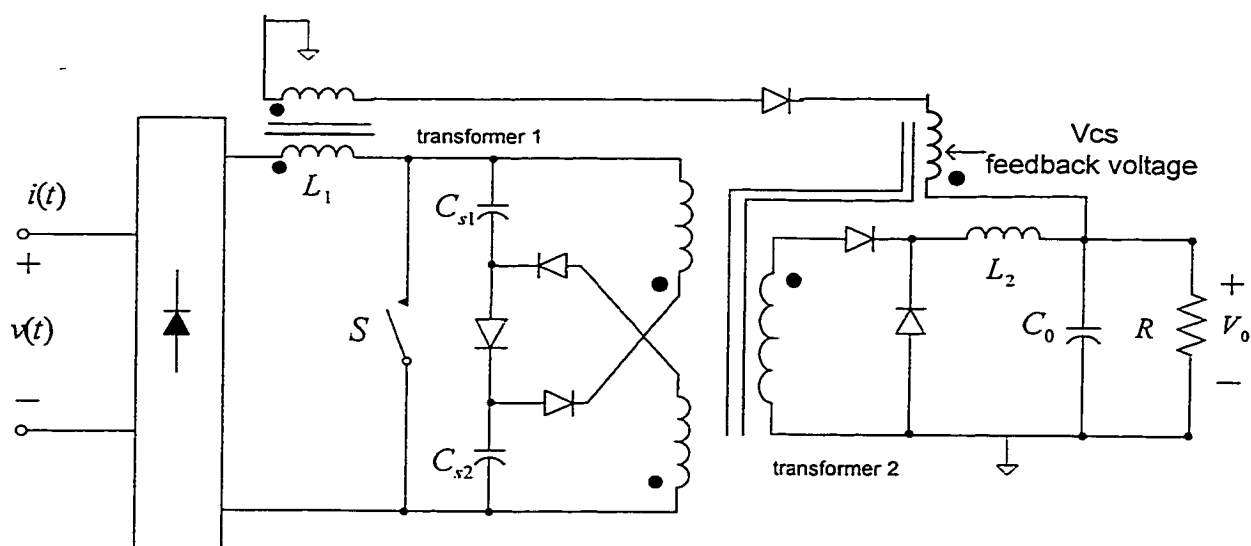 transformer 1
Vcs
feedback voltage
L1
i(t)
+
v(t)
−
S
Cs1
Cs2
L2
C0
R
+
V0
−
transformer 2